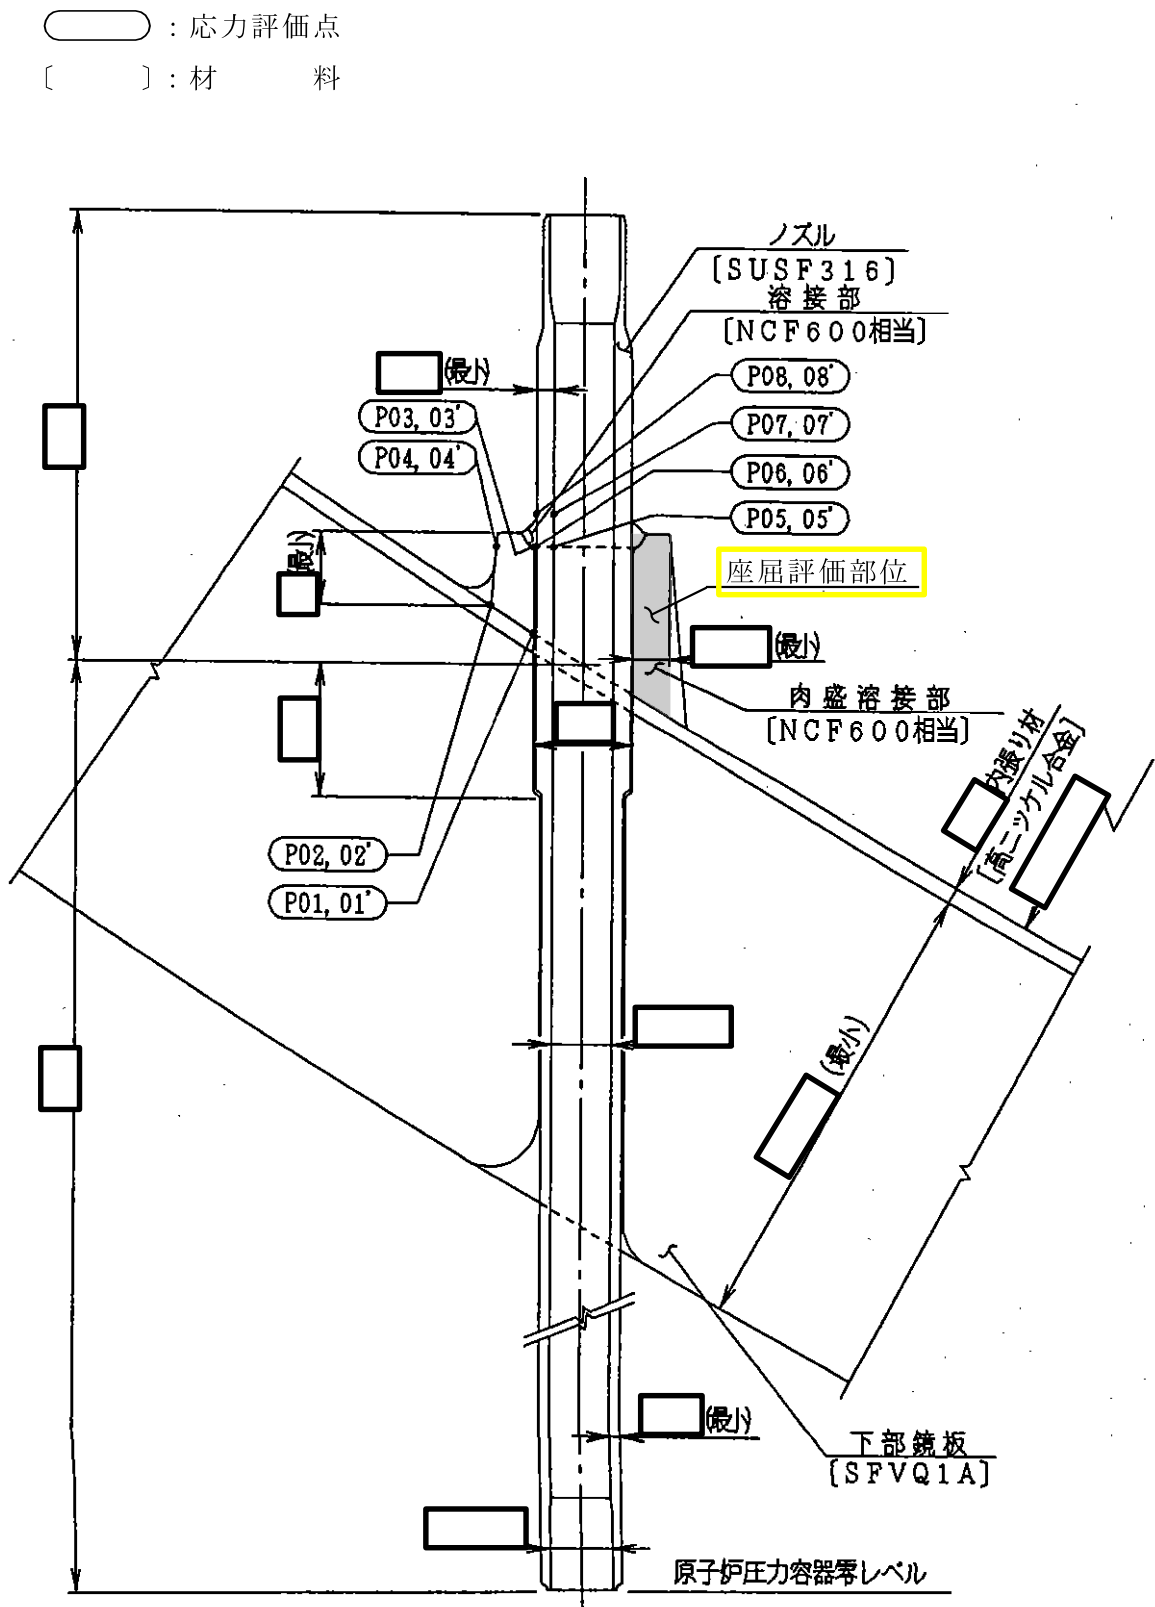 ：応力評価点
〔　　　〕：材　　　料
ノズル
〔SUSF316〕
溶接部
〔NCF600相当〕
(最小)
P03, 03'
P04, 04'
P08, 08'
P07, 07'
P06, 06'
P05, 05'
(最小)
座屈評価部位
(最小)
肉盛溶接部
〔NCF600相当〕
内張り材
〔高ニッケル合金〕
P02, 02'
P01, 01'
(最小)
(最小)
下部鏡板
〔SFVQ1A〕
原子炉圧力容器零レベル